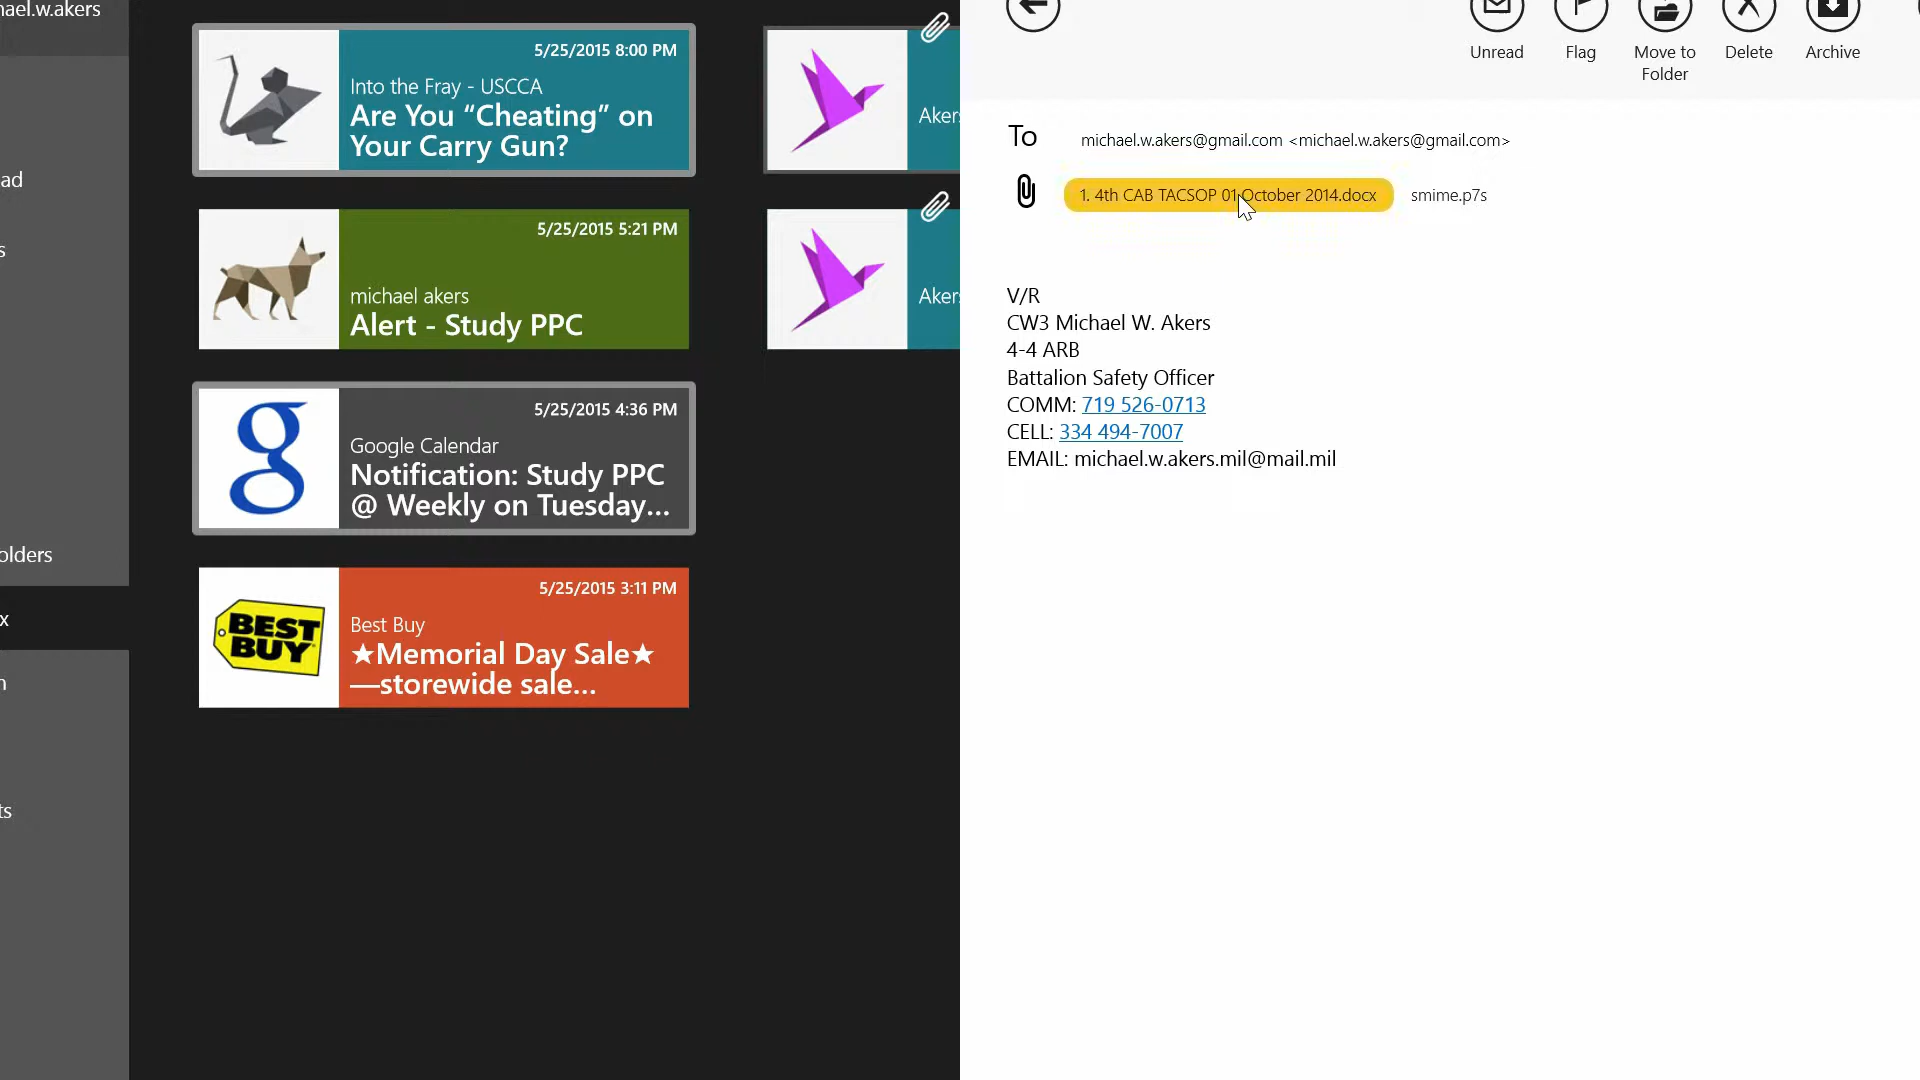 ael.w.akers
ad
s
olders
x
n
ts
5/25/2015 8:00 PM
Into the Fray - USCCA
Are You “Cheating” on
Your Carry Gun?
5/25/2015 5:21 PM
michael akers
Alert - Study PPC
5/25/2015 4:36 PM
Google Calendar
Notification: Study PPC
@ Weekly on Tuesday...
g
5/25/2015 3:11 PM
Best Buy
★Memorial Day Sale★
—storewide sale...
BEST
BUY
Akers
Akers
Unread
Flag
Move to
Folder
Delete
Archive
To michael.w.akers@gmail.com <michael.w.akers@gmail.com>
1. 4th CAB TACSOP 01 October 2014.docx smime.p7s
V/R
CW3 Michael W. Akers
4-4 ARB
Battalion Safety Officer
COMM: 719 526-0713
CELL: 334 494-7007
EMAIL: michael.w.akers.mil@mail.mil